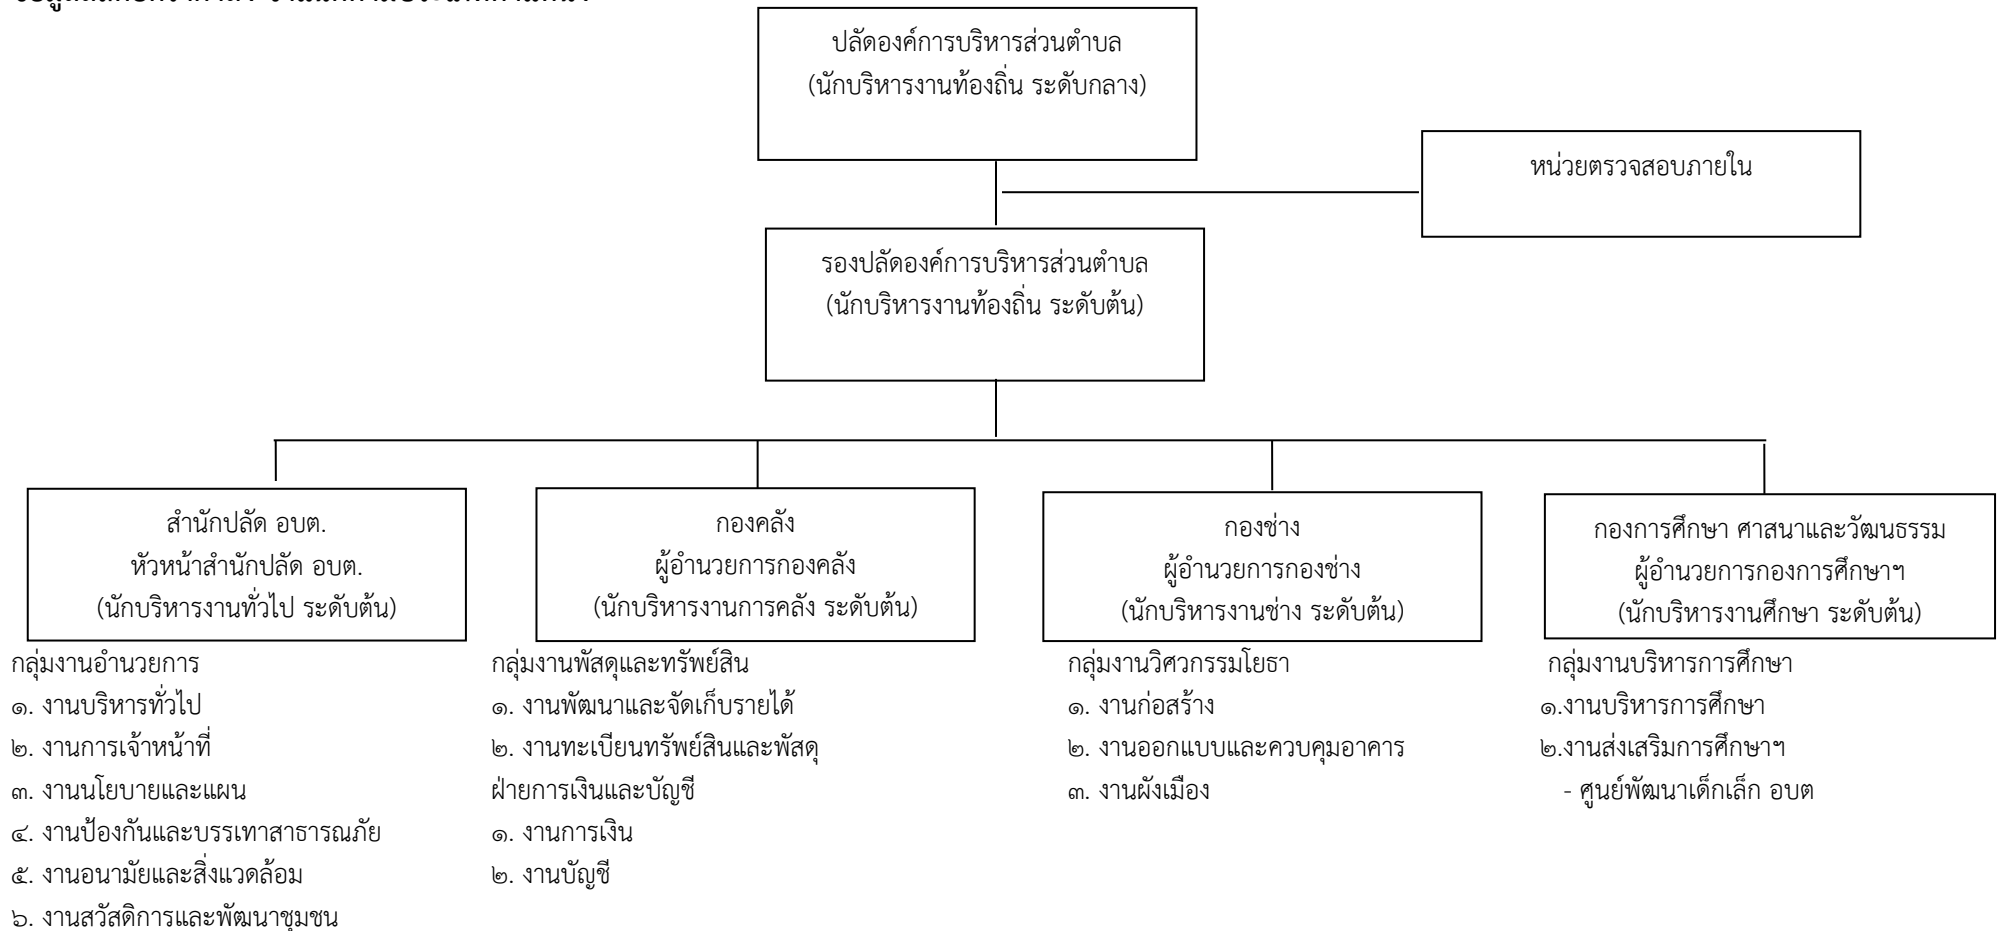 ปลัดองค์การบริหารส่วนตำบล
(นักบริหารงานท้องถิ่น ระดับกลาง)
หน่วยตรวจสอบภายใน
รองปลัดองค์การบริหารส่วนตำบล
(นักบริหารงานท้องถิ่น ระดับต้น)
สำนักปลัด อบต.
หัวหน้าสำนักปลัด อบต.
(นักบริหารงานทั่วไป ระดับต้น)
กลุ่มงานอำนวยการ
๑. งานบริหารทั่วไป
๒. งานการเจ้าหน้าที่
๓. งานนโยบายและแผน
๔. งานป้องกันและบรรเทาสาธารณภัย
๕. งานอนามัยและสิ่งแวดล้อม
๖. งานสวัสดิการและพัฒนาชุมชน
กองคลัง
ผู้อำนวยการกองคลัง
(นักบริหารงานการคลัง ระดับต้น)
กลุ่มงานพัสดุและทรัพย์สิน
๑. งานพัฒนาและจัดเก็บรายได้
๒. งานทะเบียนทรัพย์สินและพัสดุ
ฝ่ายการเงินและบัญชี
๑. งานการเงิน
๒. งานบัญชี
กองช่าง
ผู้อำนวยการกองช่าง
(นักบริหารงานช่าง ระดับต้น)
กลุ่มงานวิศวกรรมโยธา
๑. งานก่อสร้าง
๒. งานออกแบบและควบคุมอาคาร
๓. งานผังเมือง
กองการศึกษา ศาสนาและวัฒนธรรม
ผู้อำนวยการกองการศึกษาฯ
(นักบริหารงานศึกษา ระดับต้น)
กลุ่มงานบริหารการศึกษา
๑.งานบริหารการศึกษา
๒.งานส่งเสริมการศึกษาฯ
- ศูนย์พัฒนาเด็กเล็ก อบต